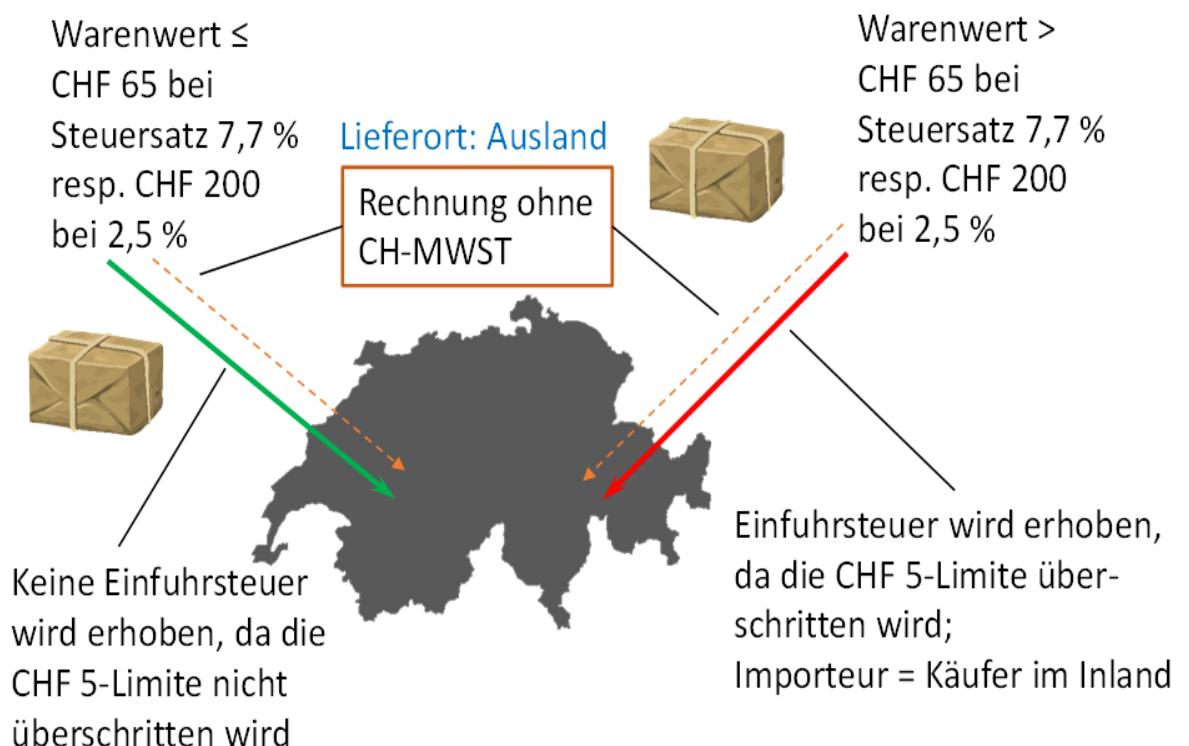 Warenwert ≤
CHF 65 bei
Steuersatz 7,7 %
resp. CHF 200
bei 2,5 %
Lieferort: Ausland
Rechnung ohne
CH-MWST
Warenwert >
CHF 65 bei
Steuersatz 7.7 %
resp. CHF 200
bei 2,5 %
Keine Einfuhrsteuer
wird erhoben, da die
CHF 5-Limite nicht
überschritten wird
Einfuhrsteuer wird erhoben,
da die CHF 5-Limite über-
schritten wird;
Importeur = Käufer im Inland